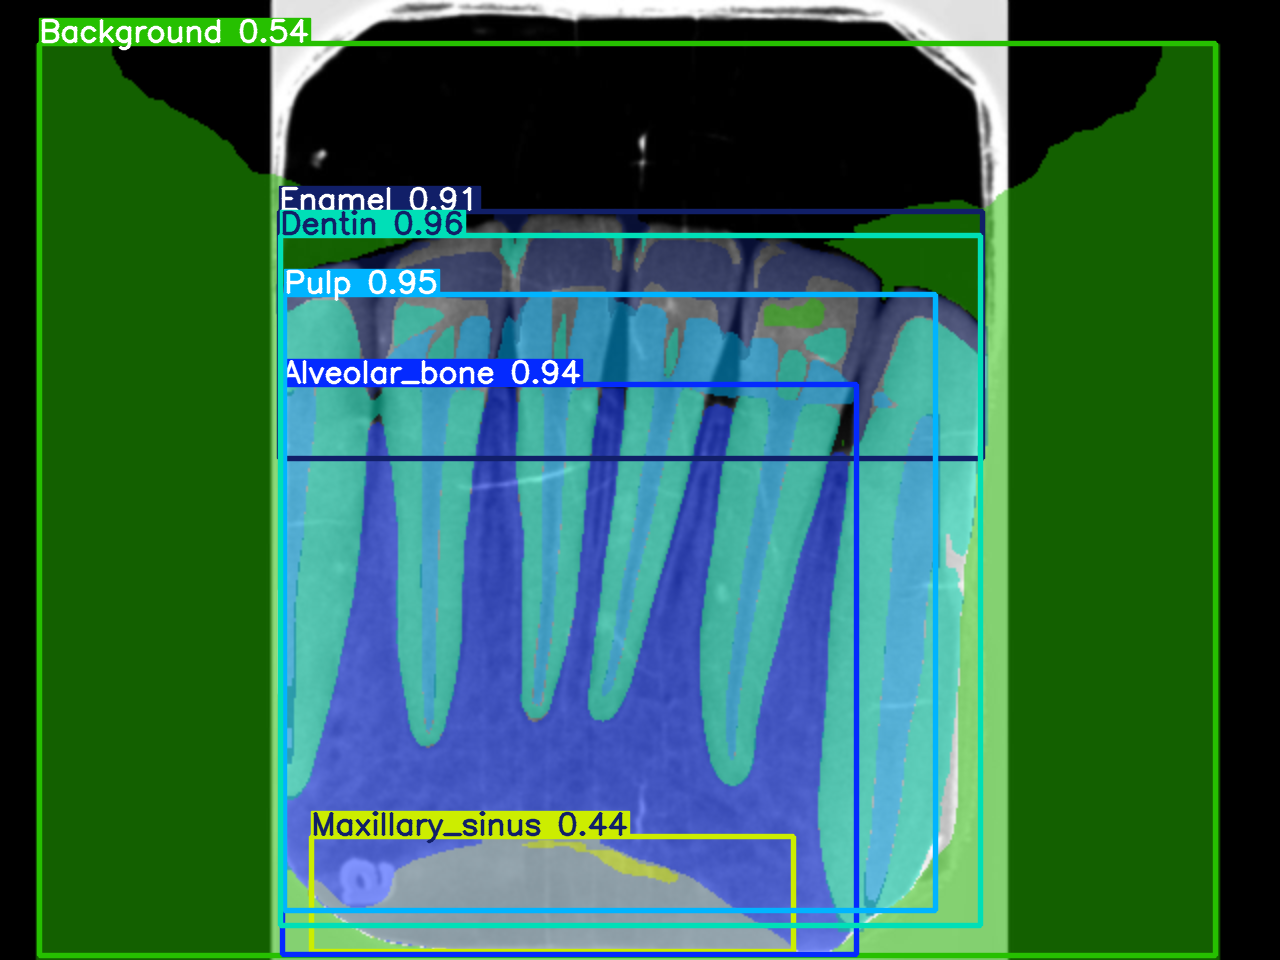 Background 0.54
Enamel 0.91
Dentin 0.96
Pulp 0.95
Alveolar_bone 0.94
Maxillary_sinus 0.44
a